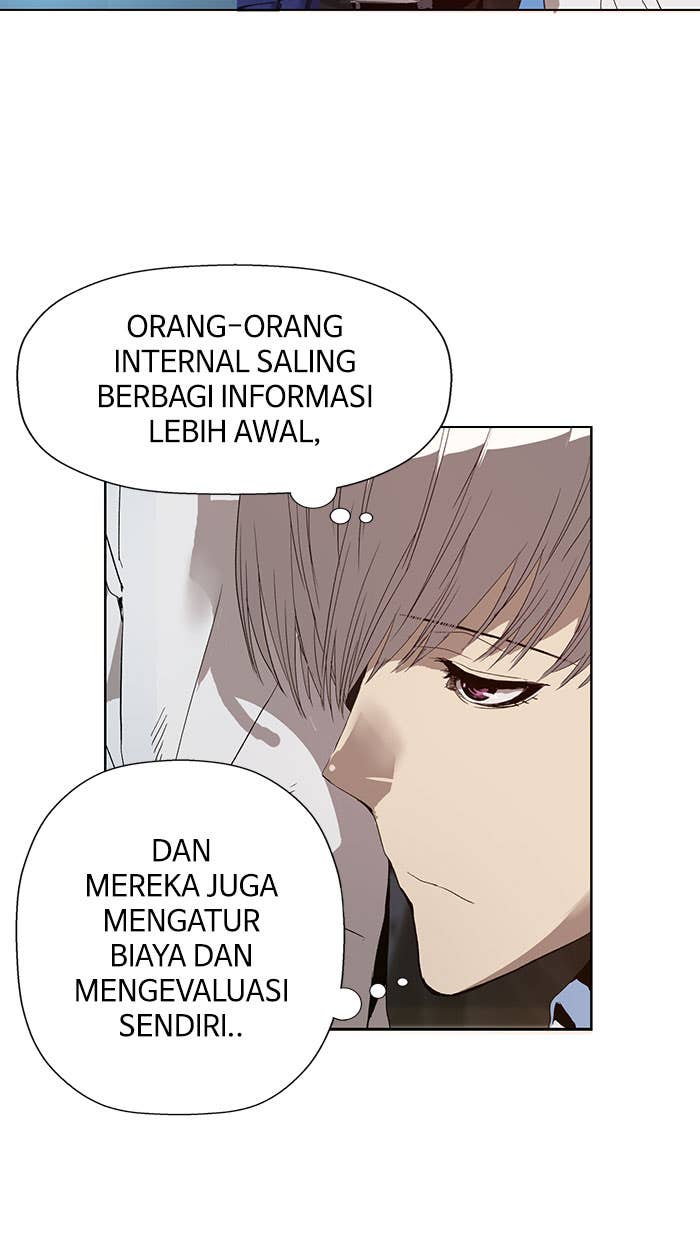 ORANG-ORANG
INTERNAL SALING
BERBAGI INFORMASI
LEBIH AWAL,
DAN
MEREKA JUGA
MENGATUR
BIAYA DAN
MENGEVALUASI
SENDIRI..